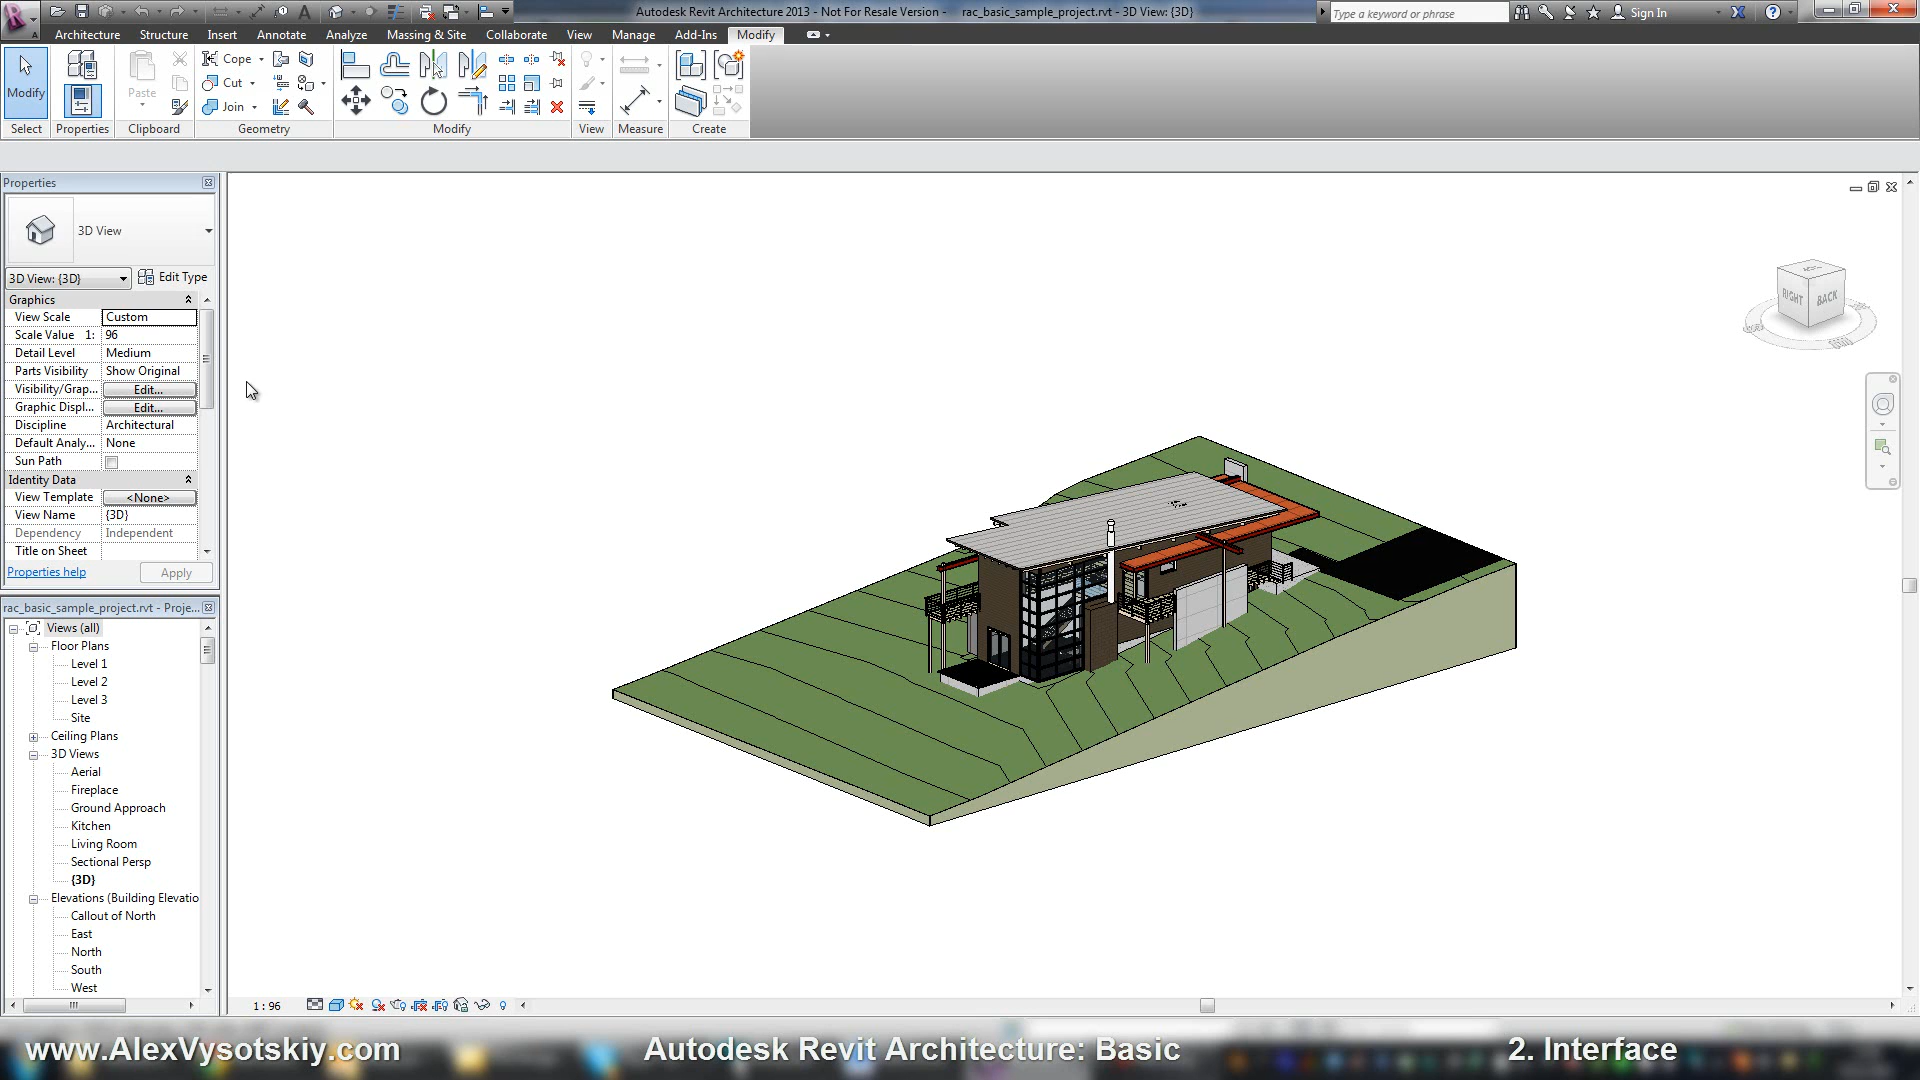 Autodesk Revit Architecture 2013 - Not For Resale Version - rac_basic_sample_project.rvt - 3D View: {3D}
Type a keyword or phrase
Sign In
Architecture Structure Insert Annotate Analyze Massing & Site Collaborate View Manage Add-Ins Modify
Modify
Paste
Cope
Cut
Join
Select Properties Clipboard Geometry Modify View Measure Create
Properties
3D View
3D View: {3D} Edit Type
Graphics
View Scale Custom
Scale Value 1: 96
Detail Level Medium
Parts Visibility Show Original
Visibility/Grap... Edit...
Graphic Displ... Edit...
Discipline Architectural
Default Analy... None
Sun Path
Identity Data
View Template <None>
View Name {3D}
Dependency Independent
Title on Sheet
Properties help Apply
rac_basic_sample_project.rvt - Proje...
Views (all)
Floor Plans
Level 1
Level 2
Level 3
Site
Ceiling Plans
3D Views
Aerial
Fireplace
Ground Approach
Kitchen
Living Room
Sectional Persp
{3D}
Elevations (Building Elevatio
Callout of North
East
North
South
West
RIGHT BACK
1 : 96
www.AlexVysotskiy.com Autodesk Revit Architecture: Basic 2. Interface